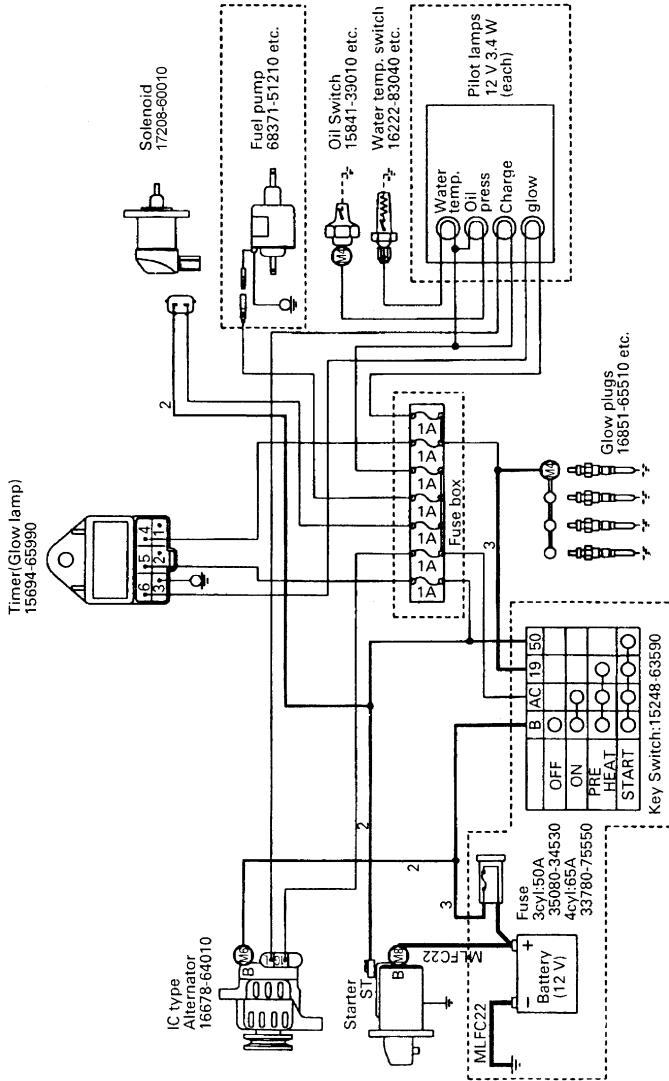 Timer(Glow lamp)
15694-65990
6 5 4
3 2 1
Solenoid
17208-60010
2
Fuel pump
68371-51210 etc.
Oil Switch
15841-39010 etc.
M4
Water temp. switch
16222-83040 etc.
Pilot lamps
12 V 3.4 W
(each)
Water
temp.
Oil
press
Charge
glow
IC type
Alternator
16678-64010
M6
B
2
2
3
1A 1A 1A 1A 1A 1A 1A
Fuse box
3
Glow plugs
16851-65510 etc.
M4
Starter
ST
B
M8
MLFC22
MLFC22
Battery
(12 V)
- +
Fuse
3cyl:50A
35080-34530
4cyl:65A
33780-75550
B AC 19 50
OFF
ON
PRE
HEAT
START
Key Switch:15248-63590